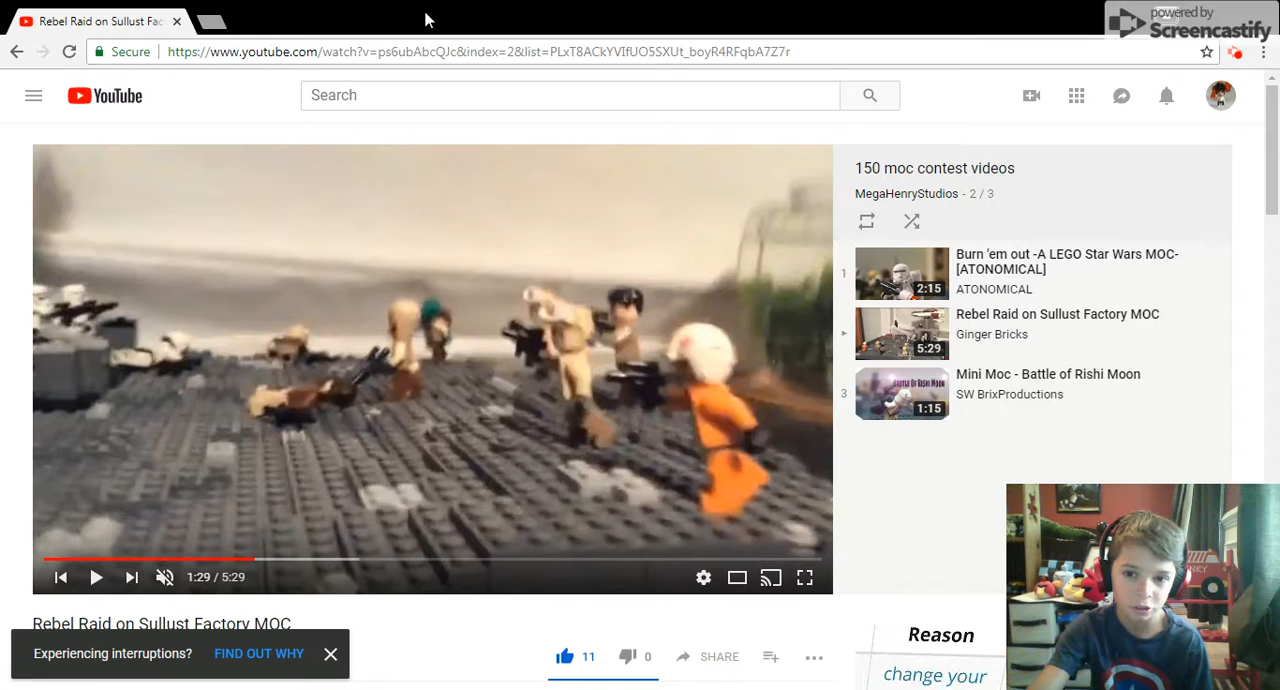 Rebel Raid on Sullust Fac
powered by
Screencastify
Secure
https://www.youtube.com/watch?v=ps6ubAbcQJc&index=2&list=PLxT8ACkYVIfUO5SXUt_boyR4RFqbA7Z7r
YouTube
Search
150 moc contest videos
MegaHenryStudios - 2 / 3
1
Burn 'em out -A LEGO Star Wars MOC-
[ATONOMICAL]
ATONOMICAL
2:15
Rebel Raid on Sullust Factory MOC
Ginger Bricks
5:29
3
Mini Moc - Battle of Rishi Moon
SW BrixProductions
BATTLE OF RISHI MOON
1:15
1:29 / 5:29
Rebel Raid on Sullust Factory MOC
Experiencing interruptions? FIND OUT WHY
11
0
SHARE
Reason
change your